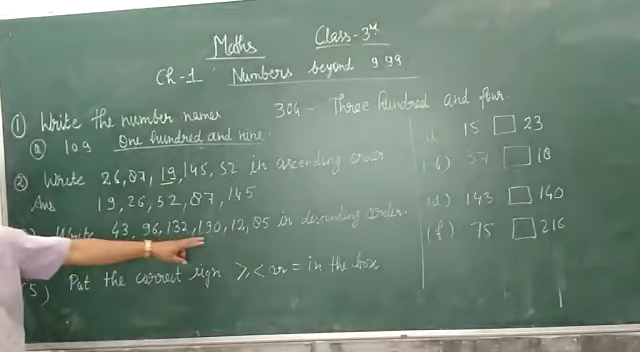 Maths Class-3rd
Ch-1 Numbers beyond 999
① Write the number names 304- Three hundred and four.
ⓐ 109 One hundred and nine.
② Write 26, 87, 19, 145, 52 in ascending order
Ans 19, 26, 52, 87, 145
Write 43, 96, 132, 190, 12, 85 in descending order.
(5) Put the correct sign >, < or = in the box
15 □ 23
(b) 37 □ 18
(d) 143 □ 140
(f) 75 □ 216